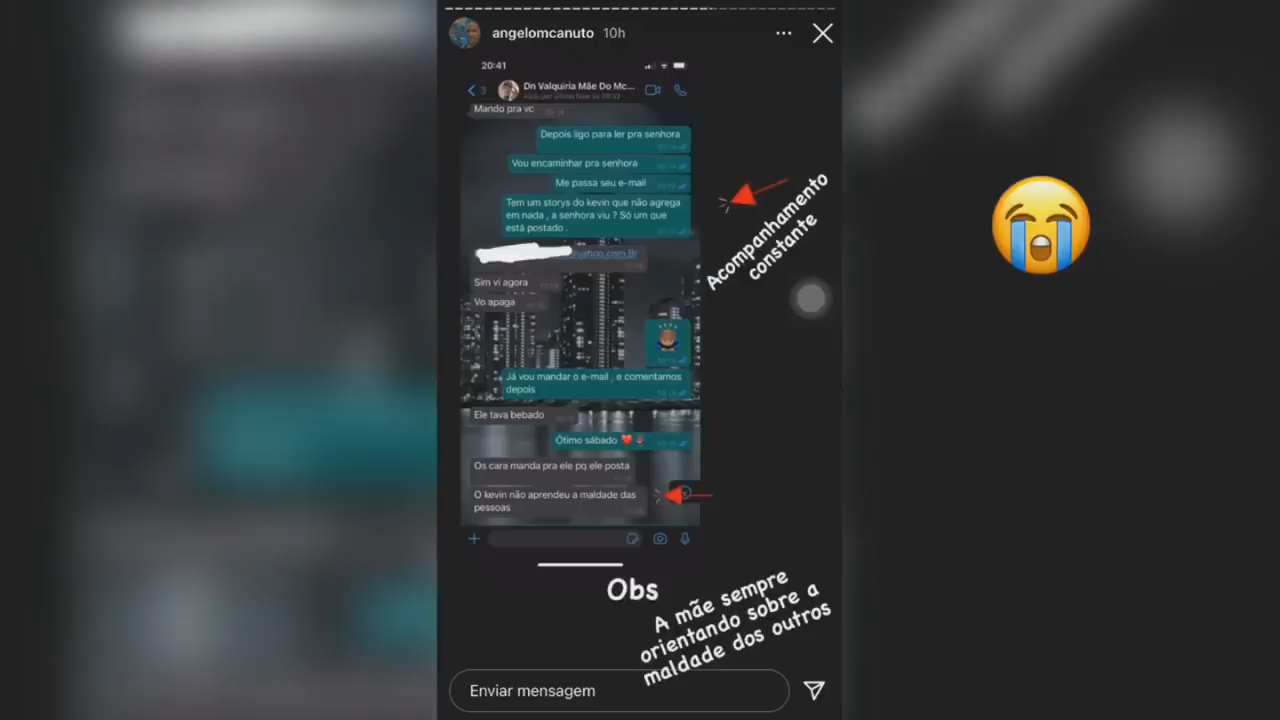 angelomcanuto 10h
20:41
3
Dn Valquiria Mãe Do Mc...
Mando pra vc
Depois ligo para ler pra senhora
Vou encaminhar pra senhora
Me passa seu e-mail
Tem um storys do kevin que não agrega
em nada , a senhora viu ? Só um que
está postado .
@yahoo.com.br
Sim vi agora
Vo apaga
Já vou mandar o e-mail , e comentamos
depois
Ele tava bebado
Ótimo sábado
Os cara manda pra ele pq ele posta
O kevin não aprendeu a maldade das
pessoas
Acompanhamento
constante
Obs
A mãe sempre
orientando sobre a
maldade dos outros
Enviar mensagem